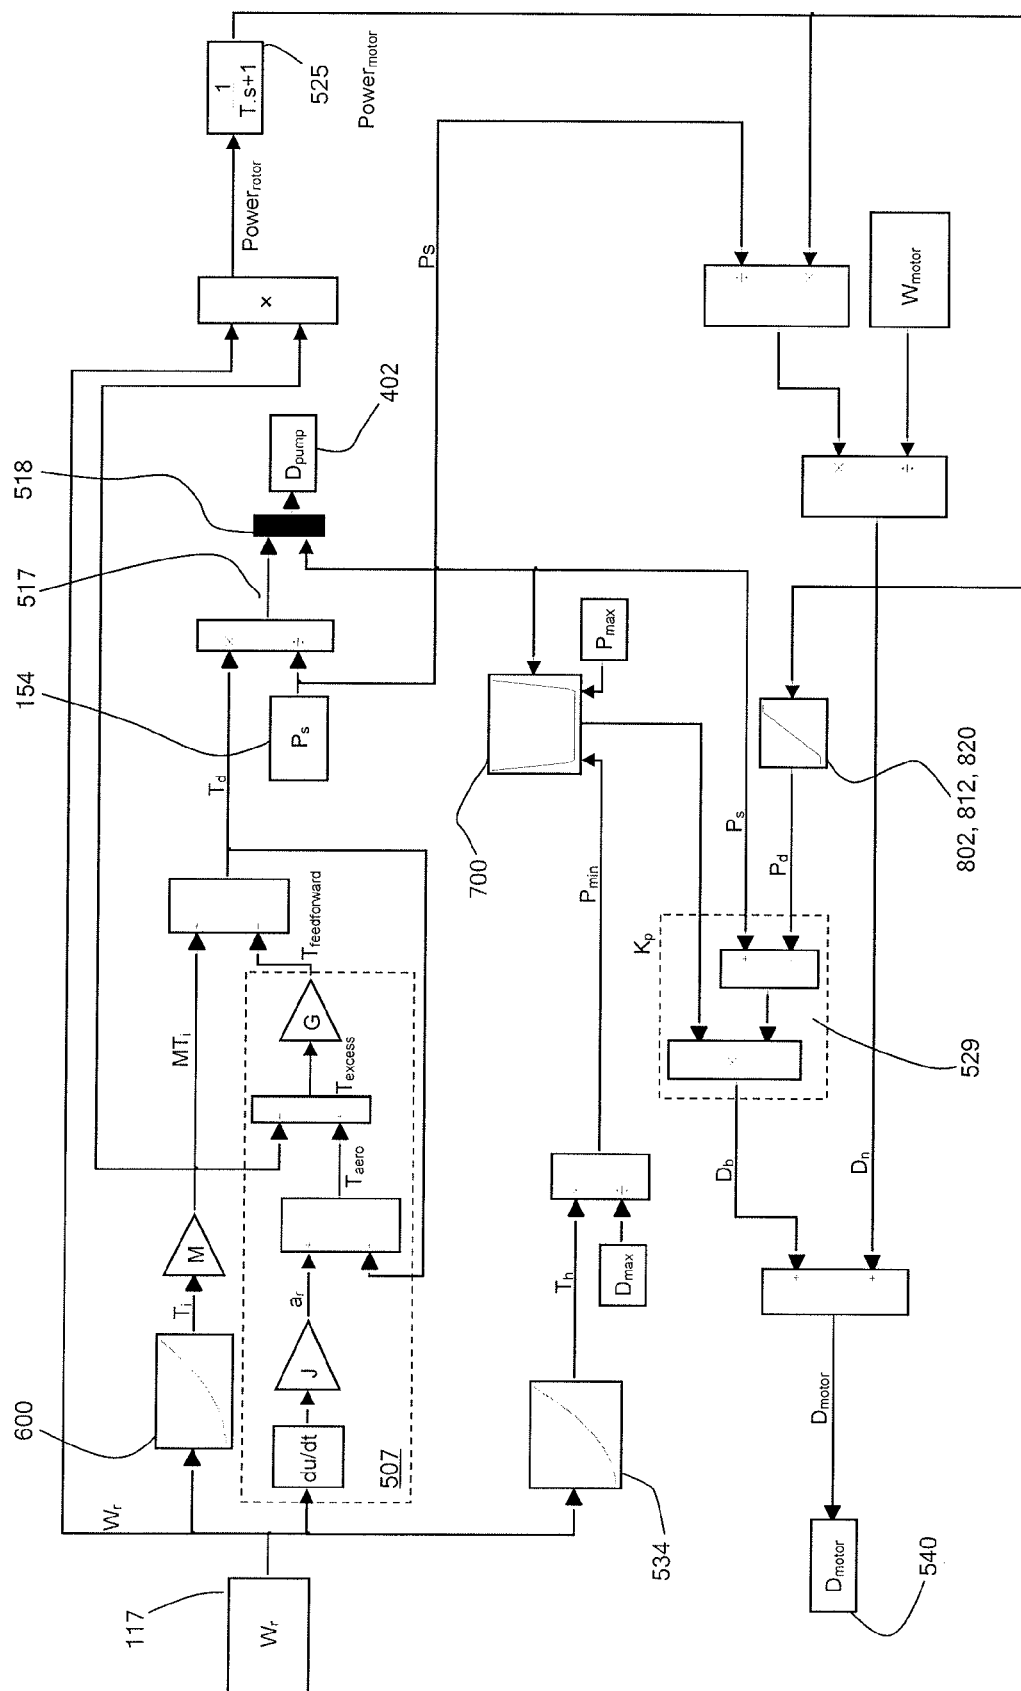 117
W_r
W_r
600
T_i
M
MT_i
du/dt
J
a_r
507
T_aero
T_excess
G
T_feedforward
T_d
154
P_s
×
÷
517
518
D_pump
402
×
Power_rotor
1
T.s+1
525
Power_motor
Ps
534
T_h
D_max
÷
P_min
700
P_max
K_p
P_s
P_d
+
-
×
529
802, 812, 820
÷
×
W_motor
×
÷
D_b
D_n
+
+
D_motor
D_motor
540